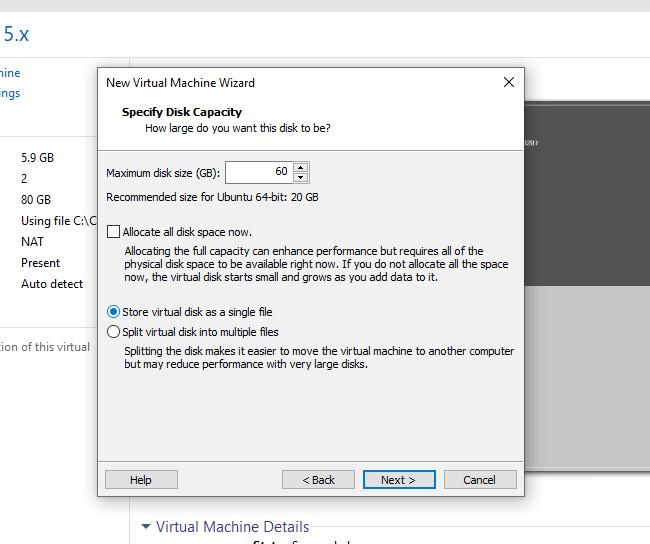 5.x
New Virtual Machine Wizard
Specify Disk Capacity
How large do you want this disk to be?
Maximum disk size (GB): 60
Recommended size for Ubuntu 64-bit: 20 GB
Allocate all disk space now.
Allocating the full capacity can enhance performance but requires all of the
physical disk space to be available right now. If you do not allocate all the space
now, the virtual disk starts small and grows as you add data to it.
Store virtual disk as a single file
Split virtual disk into multiple files
Splitting the disk makes it easier to move the virtual machine to another computer
but may reduce performance with very large disks.
Help
< Back
Next >
Cancel
hine
ngs
5.9 GB
2
80 GB
Using file C:\C
NAT
Present
Auto detect
ion of this virtual
Virtual Machine Details